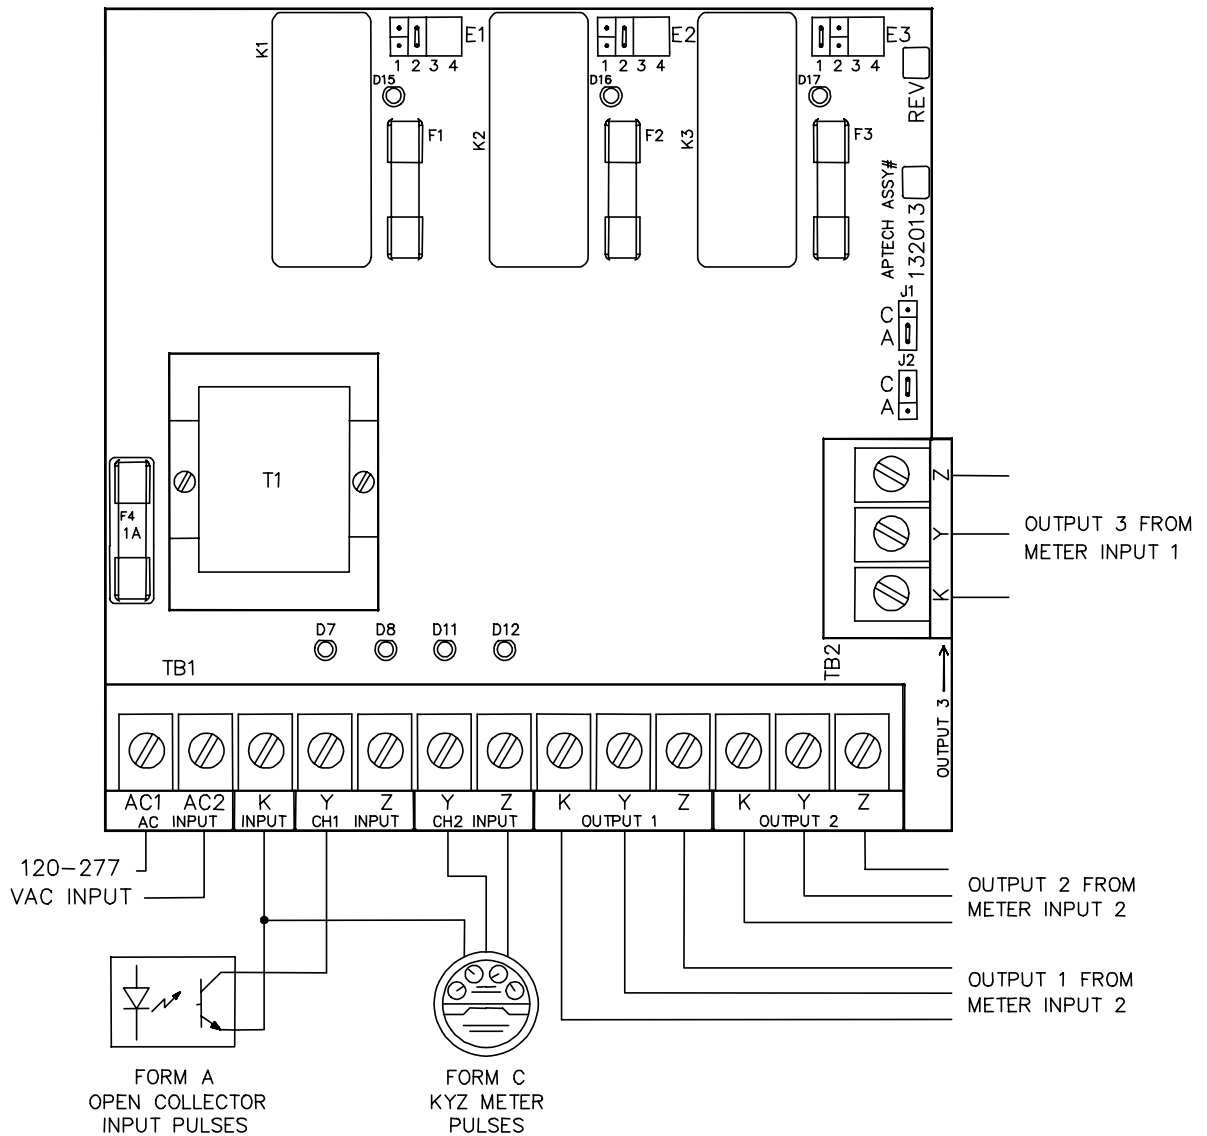 K1
E1
1 2 3 4
D15
F1
K2
E2
1 2 3 4
D16
F2
K3
E3
1 2 3 4
D17
F3
REV
APTECH ASSY#
132013
J1
C
A
J2
C
A
T1
F4
1A
Z
Y
K
OUTPUT 3 FROM
METER INPUT 1
D7 D8 D11 D12
TB1
TB2
OUTPUT 3
AC1 AC2 K Y Z Y Z K Y Z K Y Z
AC INPUT INPUT CH1 INPUT CH2 INPUT OUTPUT 1 OUTPUT 2
120-277
VAC INPUT
OUTPUT 2 FROM
METER INPUT 2
OUTPUT 1 FROM
METER INPUT 2
FORM A
OPEN COLLECTOR
INPUT PULSES
FORM C
KYZ METER
PULSES